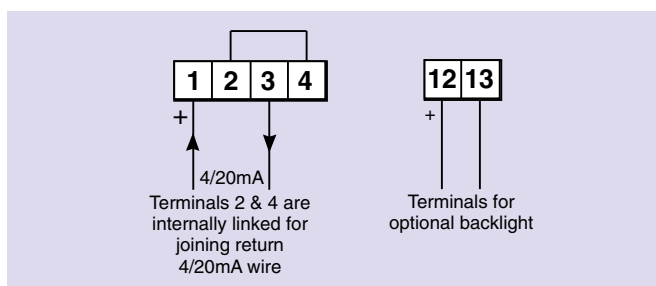 1 2 3 4
12 13
+
+
4/20mA
Terminals 2 & 4 are
internally linked for
joining return
4/20mA wire
Terminals for
optional backlight